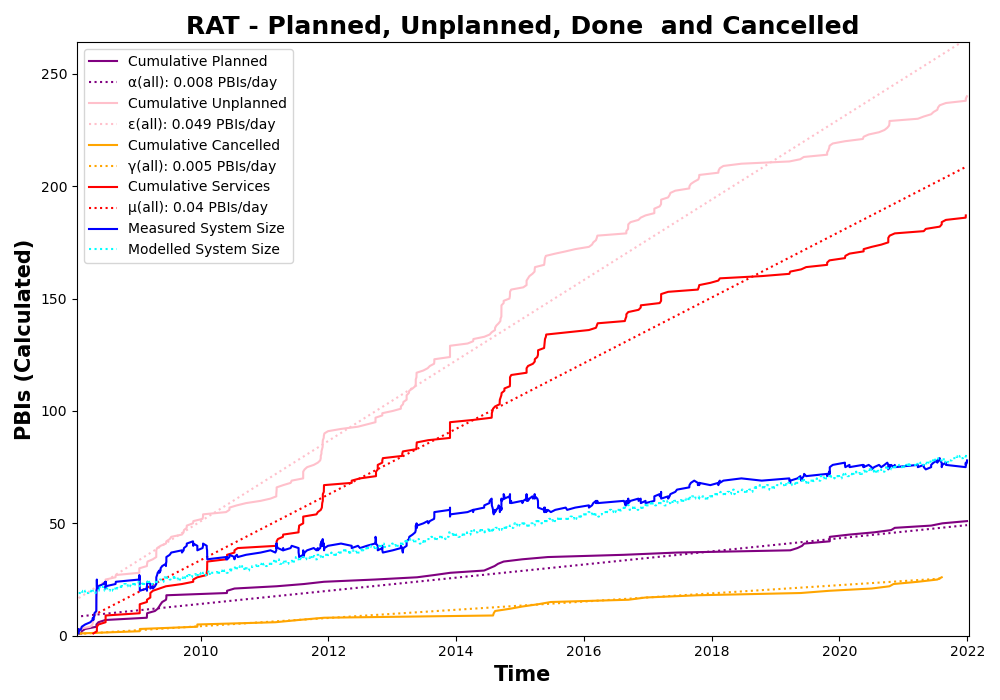 RAT - Planned, Unplanned, Done  and Cancelled
Cumulative Planned
α(all): 0.008 PBIs/day
Cumulative Unplanned
ε(all): 0.049 PBIs/day
Cumulative Cancelled
γ(all): 0.005 PBIs/day
Cumulative Services
μ(all): 0.04 PBIs/day
Measured System Size
Modelled System Size
PBIs (Calculated)
250
200
150
100
50
0
2010 2012 2014 2016 2018 2020 2022
Time